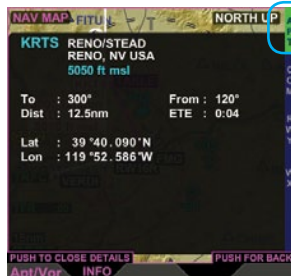 NAV MAP FITU T NORTH UP
KRTS RENO/STEAD
RENO, NV USA
5050 ft msl
To : 300° From : 120°
Dist : 12.5nm ETE : 0:04
Lat : 39 °40.090'N
Lon : 119 °52.586'W
PUSH TO CLOSE DETAILS PUSH FOR BACK
Apt/Vor INFO